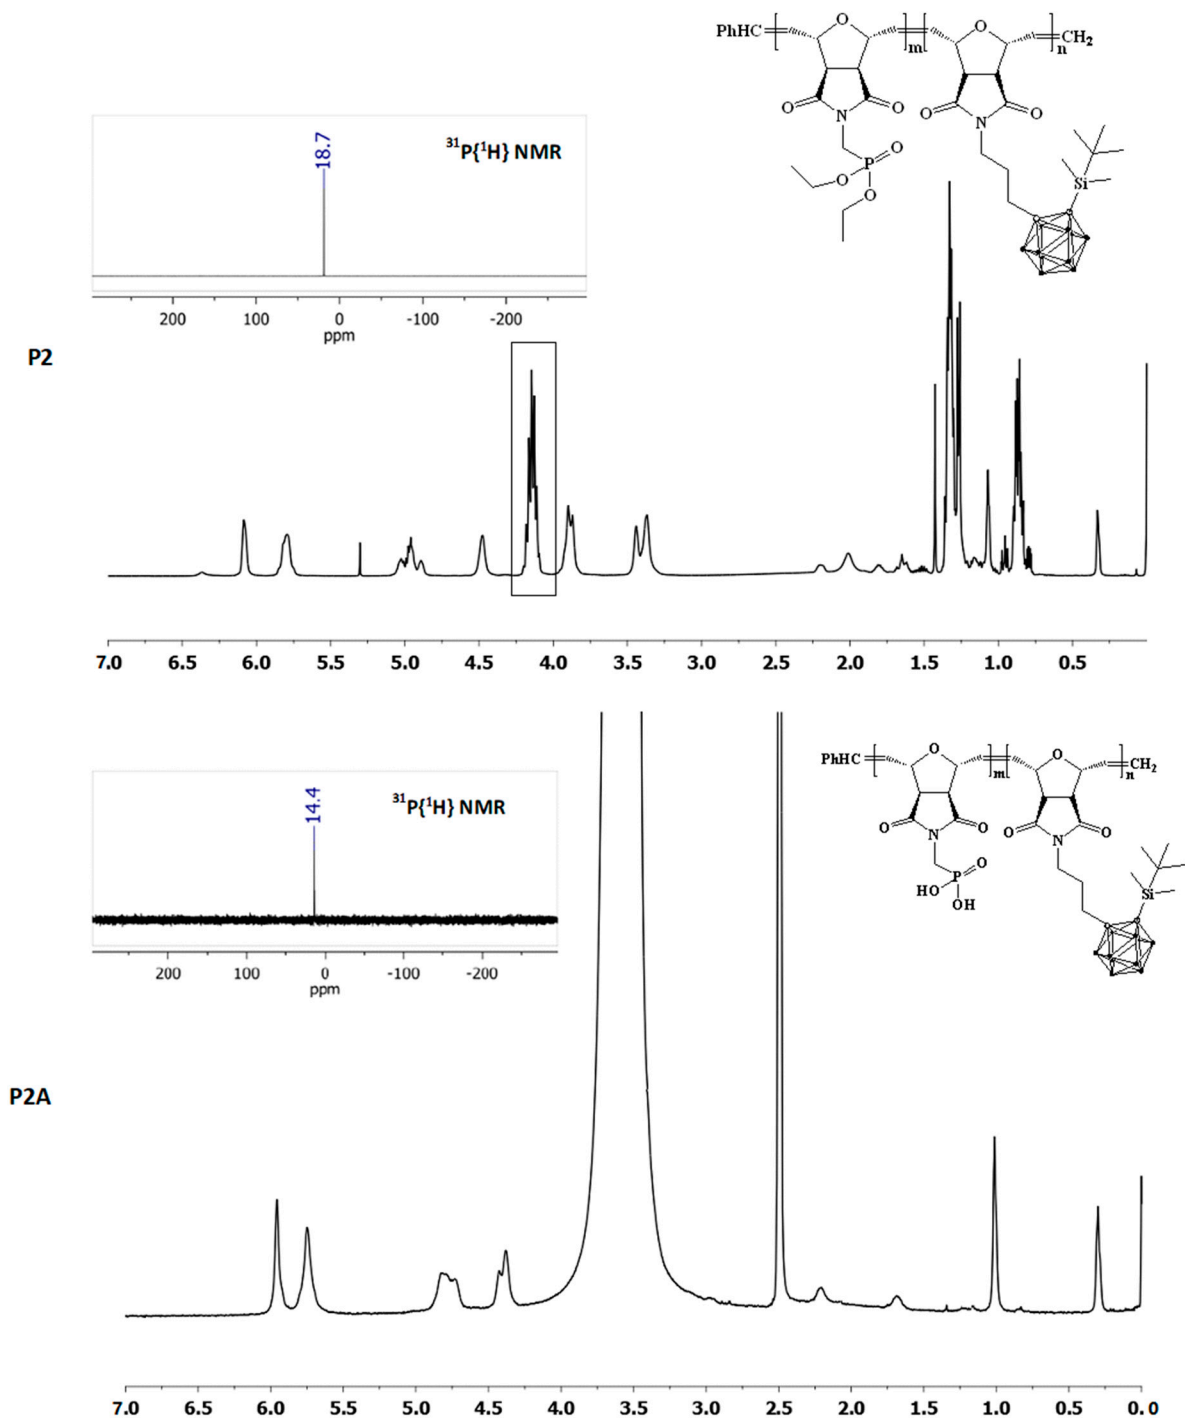 PhHC O m O n CH₂
O N O O N O
P O
O O
Si
³¹P{¹H} NMR
18.7
200 100 0 -100 -200
ppm
P2
7.0 6.5 6.0 5.5 5.0 4.5 4.0 3.5 3.0 2.5 2.0 1.5 1.0 0.5
PhHC O m O n CH₂
O N O O N O
P O
HO OH
Si
³¹P{¹H} NMR
14.4
200 100 0 -100 -200
ppm
P2A
7.0 6.5 6.0 5.5 5.0 4.5 4.0 3.5 3.0 2.5 2.0 1.5 1.0 0.5 0.0